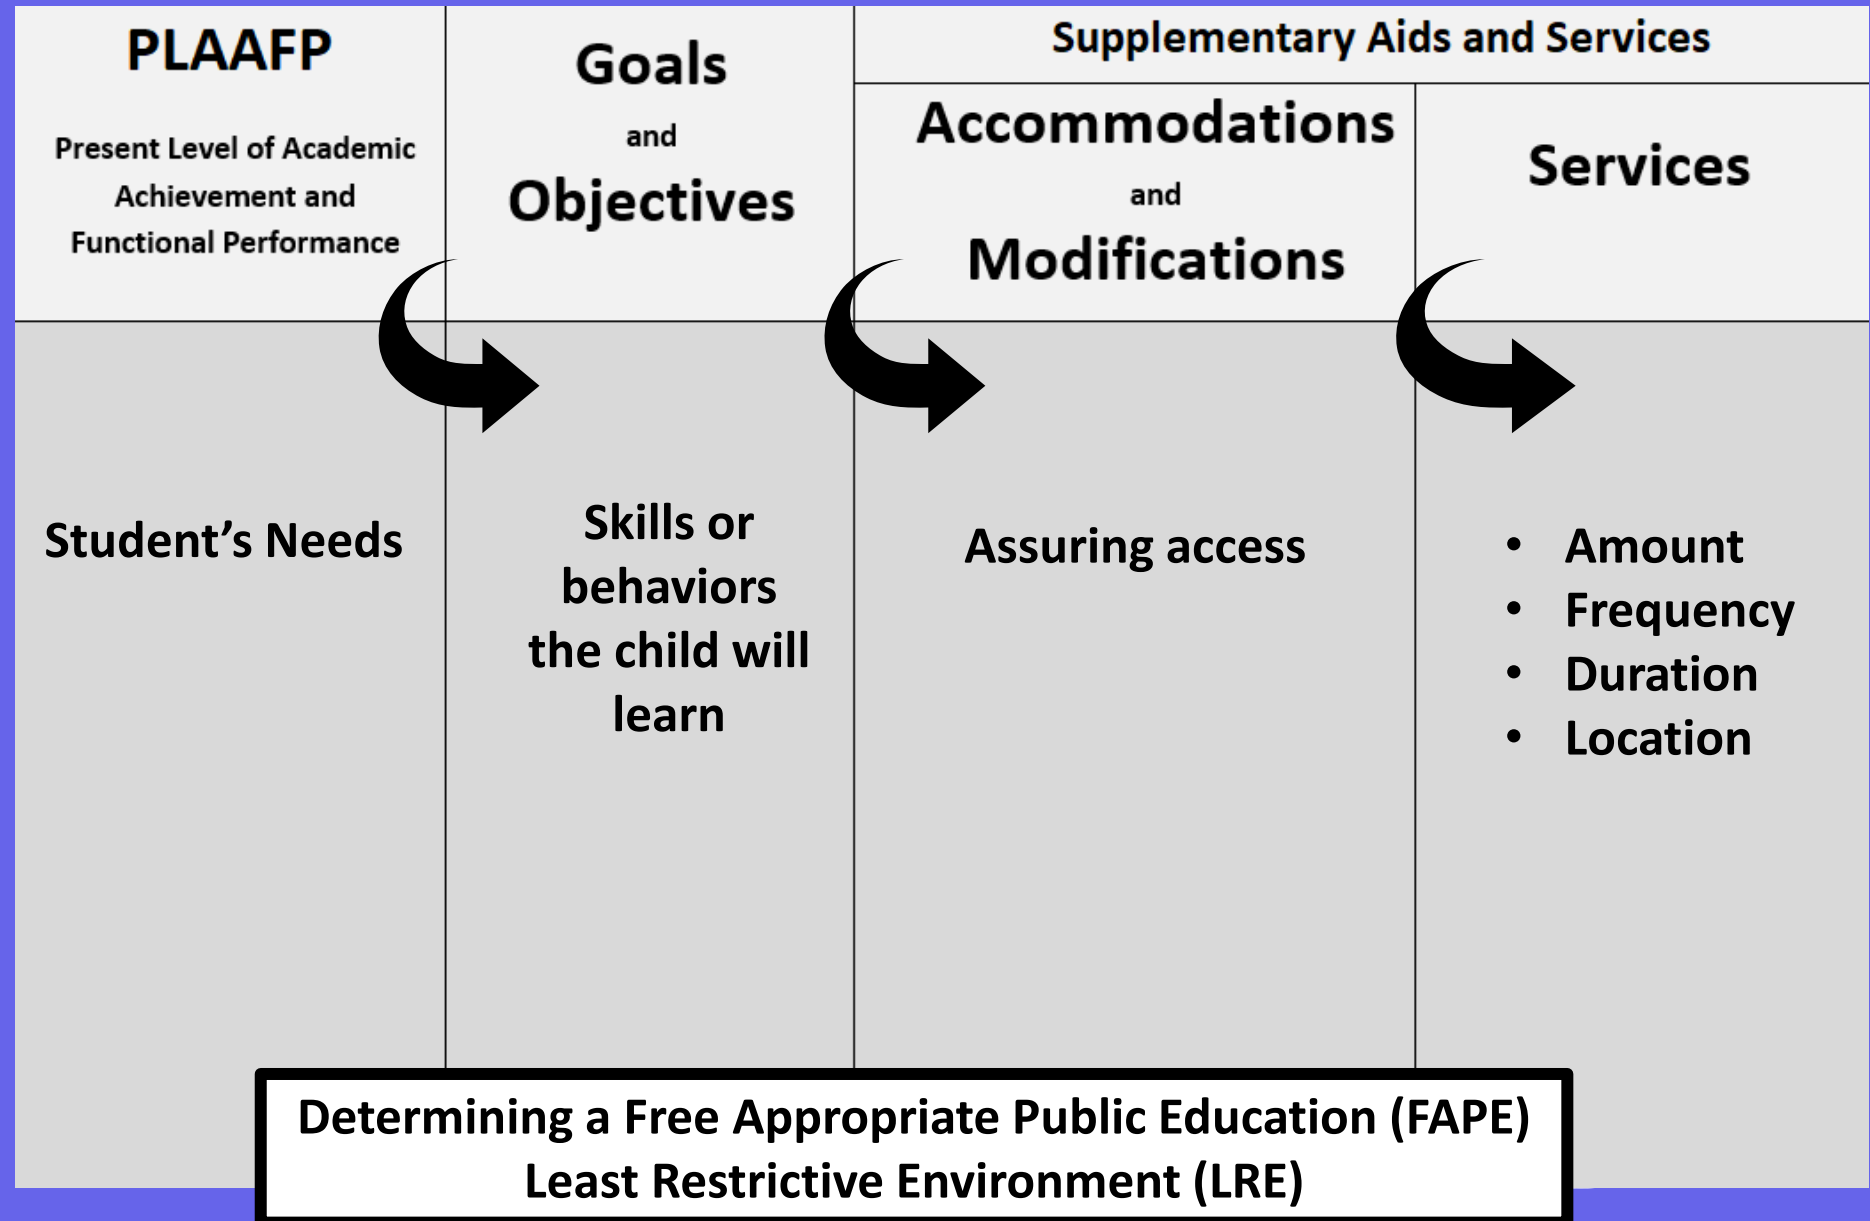 PLAAFP
Present Level of Academic
Achievement and
Functional Performance
Goals
and
Objectives
Supplementary Aids and Services
Accommodations
and
Modifications
Services
Student’s Needs
Skills or
behaviors
the child will
learn
Assuring access
• Amount
• Frequency
• Duration
• Location
Determining a Free Appropriate Public Education (FAPE)
Least Restrictive Environment (LRE)